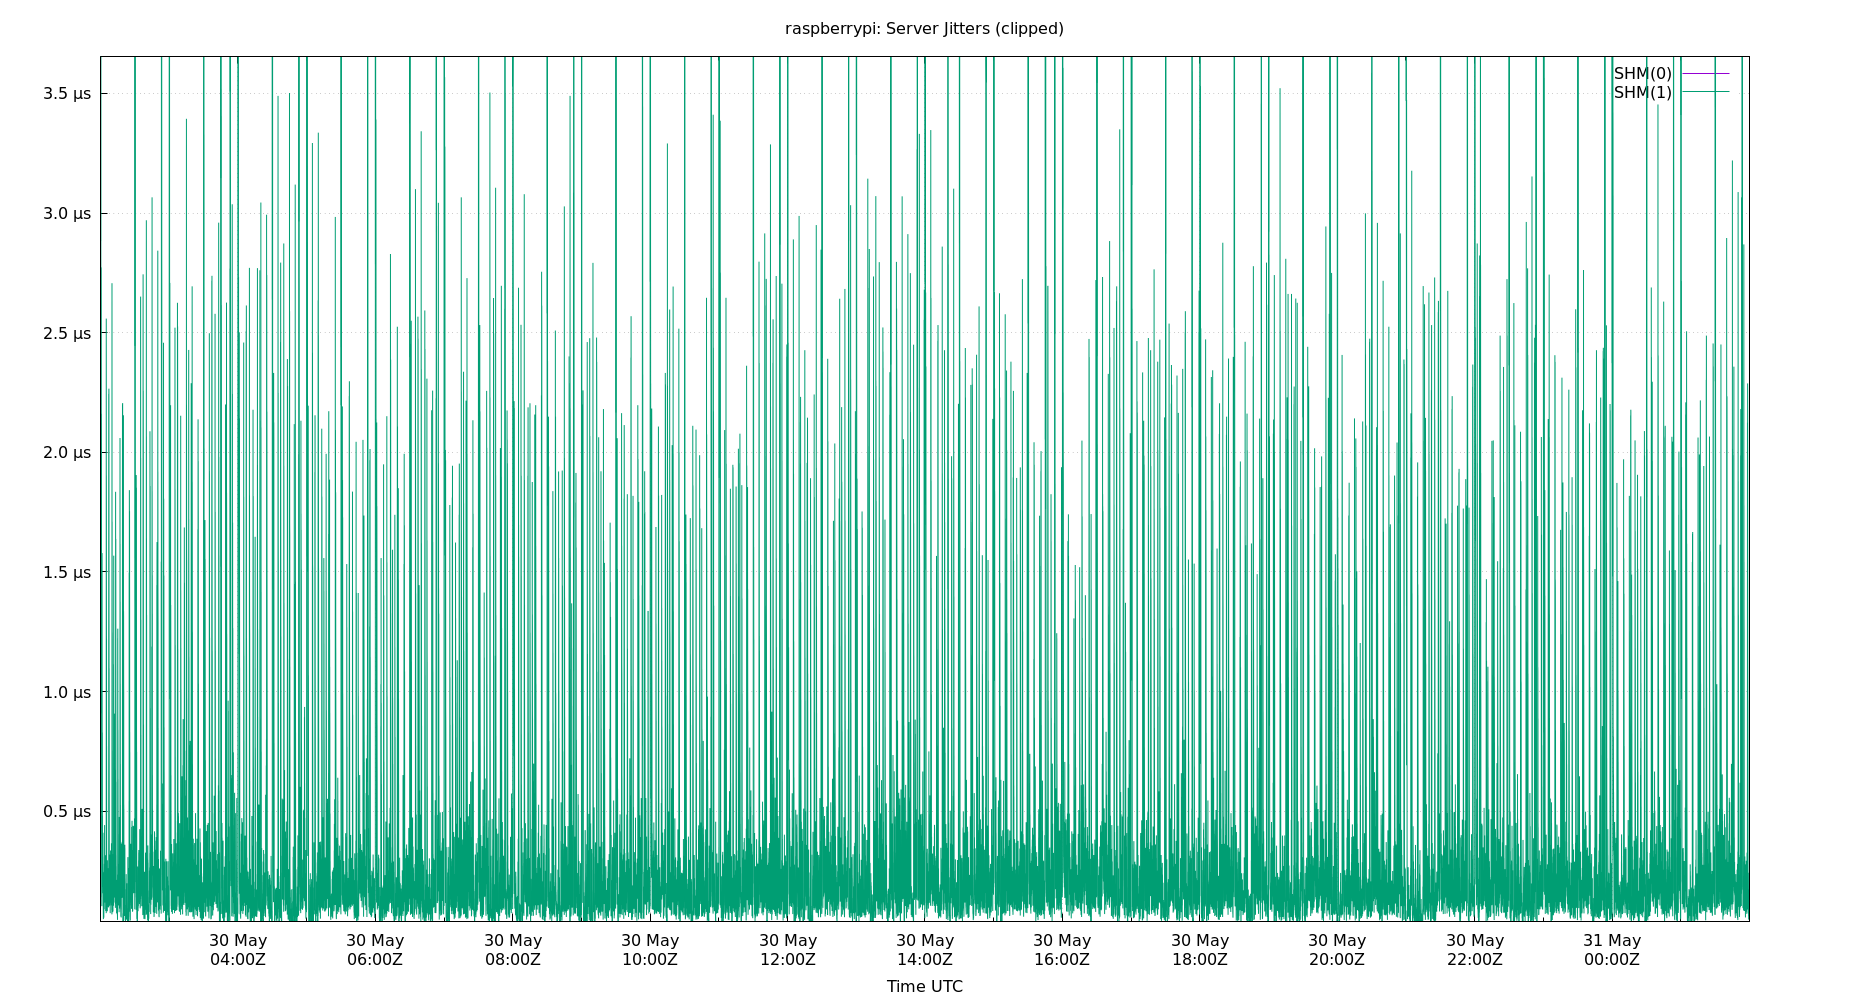 raspberrypi: Server Jitters (clipped)
SHM(0)
SHM(1)
3.5 µs
3.0 µs
2.5 µs
2.0 µs
1.5 µs
1.0 µs
0.5 µs
30 May 30 May 30 May 30 May 30 May 30 May 30 May 30 May 30 May 30 May 31 May
04:00Z 06:00Z 08:00Z 10:00Z 12:00Z 14:00Z 16:00Z 18:00Z 20:00Z 22:00Z 00:00Z
Time UTC